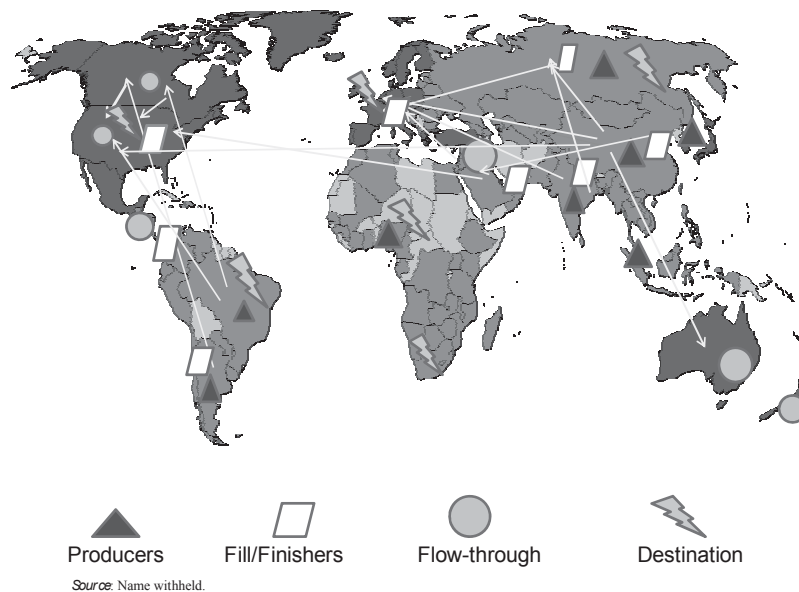 Producers
Fill/Finishers
Flow-through
Destination
Source: Name withheld.